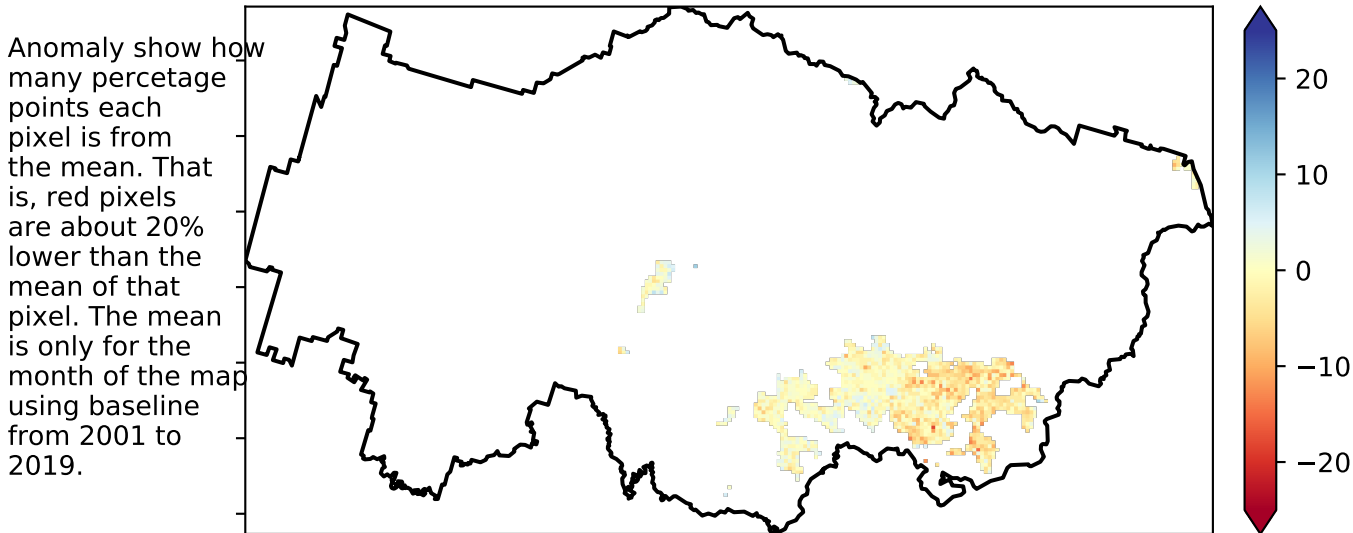 Anomaly show how
many percetage
points each
pixel is from
the mean. That
is, red pixels
are about 20%
lower than the
mean of that
pixel. The mean
is only for the
month of the map
using baseline
from 2001 to
2019.
20
10
0
−10
−20